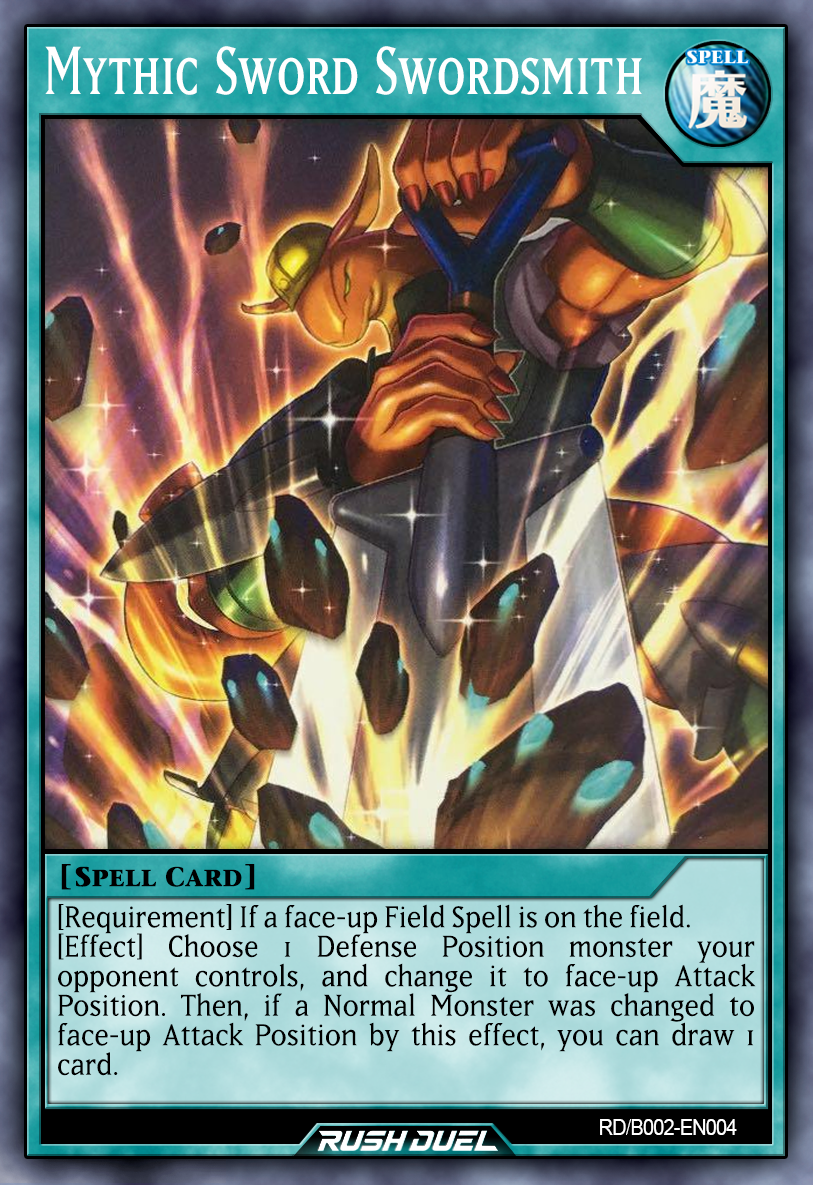 Mythic Sword Swordsmith
SPELL
魔
[Spell Card]
[Requirement] If a face-up Field Spell is on the field.
[Effect] Choose 1 Defense Position monster your
opponent controls, and change it to face-up Attack
Position. Then, if a Normal Monster was changed to
face-up Attack Position by this effect, you can draw 1
card.
RD/B002-EN004
RUSH DUEL